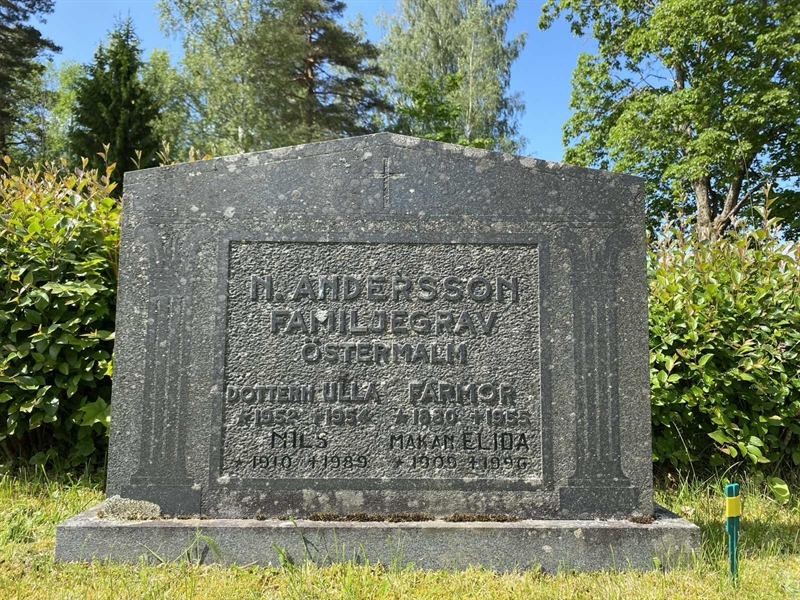 N. ANDERSSON
FAMILJEGRAV
ÖSTERMALM
DOTTERN ULLA FARMOR
*1952 †1954 *1880 †1955
NILS MAKAN ELIDA
*1910 †1989 *1909 †1996